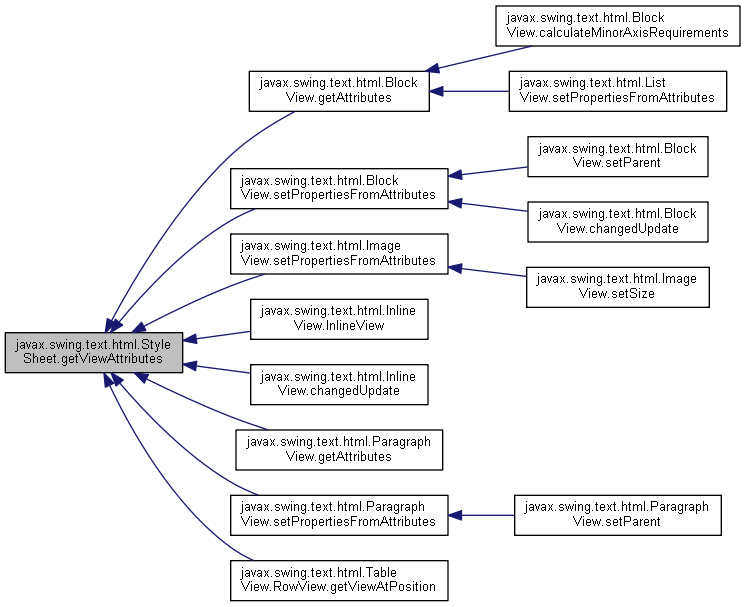 javax.swing.text.html.Block
View.calculateMinorAxisRequirements
javax.swing.text.html.Block
View.getAttributes
javax.swing.text.html.List
View.setPropertiesFromAttributes
javax.swing.text.html.Block
View.setParent
javax.swing.text.html.Block
View.setPropertiesFromAttributes
javax.swing.text.html.Block
View.changedUpdate
javax.swing.text.html.Image
View.setPropertiesFromAttributes
javax.swing.text.html.Image
View.setSize
javax.swing.text.html.Inline
View.InlineView
javax.swing.text.html.Style
Sheet.getViewAttributes
javax.swing.text.html.Inline
View.changedUpdate
javax.swing.text.html.Paragraph
View.getAttributes
javax.swing.text.html.Paragraph
View.setPropertiesFromAttributes
javax.swing.text.html.Paragraph
View.setParent
javax.swing.text.html.Table
View.RowView.getViewAtPosition